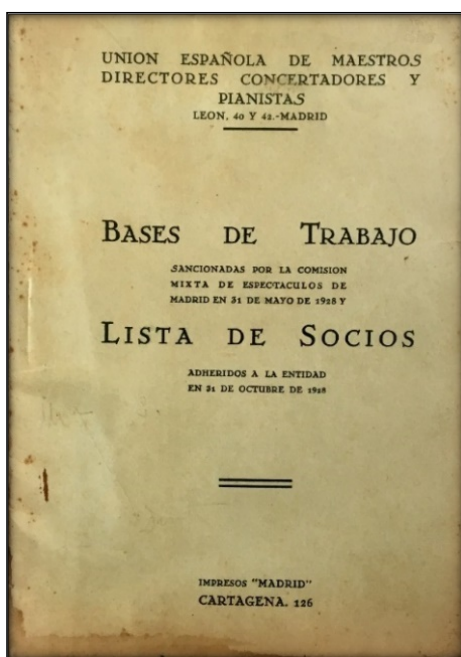 UNION ESPAÑOLA DE MAESTROS
DIRECTORES CONCERTADORES Y
PIANISTAS
LEON, 40 Y 42.-MADRID
BASES DE TRABAJO
SANCIONADAS POR LA COMISION
MIXTA DE ESPECTACULOS DE
MADRID EN 31 DE MAYO DE 1928 Y
LISTA DE SOCIOS
ADHERIDOS A LA ENTIDAD
EN 31 DE OCTUBRE DE 1928
IMPRESOS "MADRID"
CARTAGENA. 126